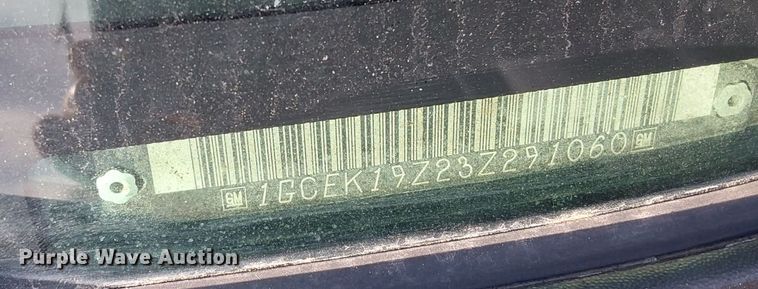 GM 1GCEK19Z23Z291060 GM
Purple Wave Auction